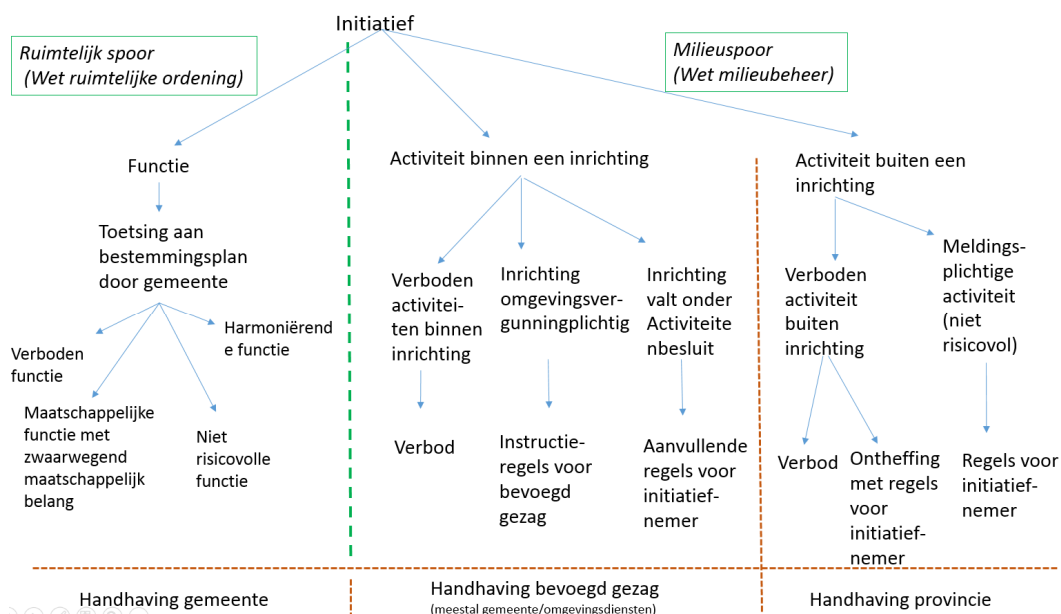 Initiatief
Ruimtelijk spoor
(Wet ruimtelijke ordening)
Milieuspoor
(Wet milieubeheer)
Functie
Activiteit binnen een inrichting
Activiteit buiten een
inrichting
Toetsing aan
bestemmingsplan
door gemeente
Verboden
activitei-
ten binnen
inrichting
Inrichting
omgevingsver-
gunningplichtig
Inrichting
valt onder
Activiteite
nbesluit
Verboden
activiteit
buiten
inrichting
Meldings-
plichtige
activiteit
(niet
risicovol)
Verboden
functie
Harmoniërend
e functie
Maatschappelijke
functie met
zwaarwegend
maatschappelijk
belang
Niet
risicovolle
functie
Verbod
Instructie-
regels voor
bevoegd
gezag
Aanvullende
regels voor
initiatief-
nemer
Verbod
Ontheffing
met regels
voor
initiatief-
nemer
Regels voor
initiatief-
nemer
Handhaving gemeente
Handhaving bevoegd gezag
(meestal gemeente/omgevingsdiensten)
Handhaving provincie